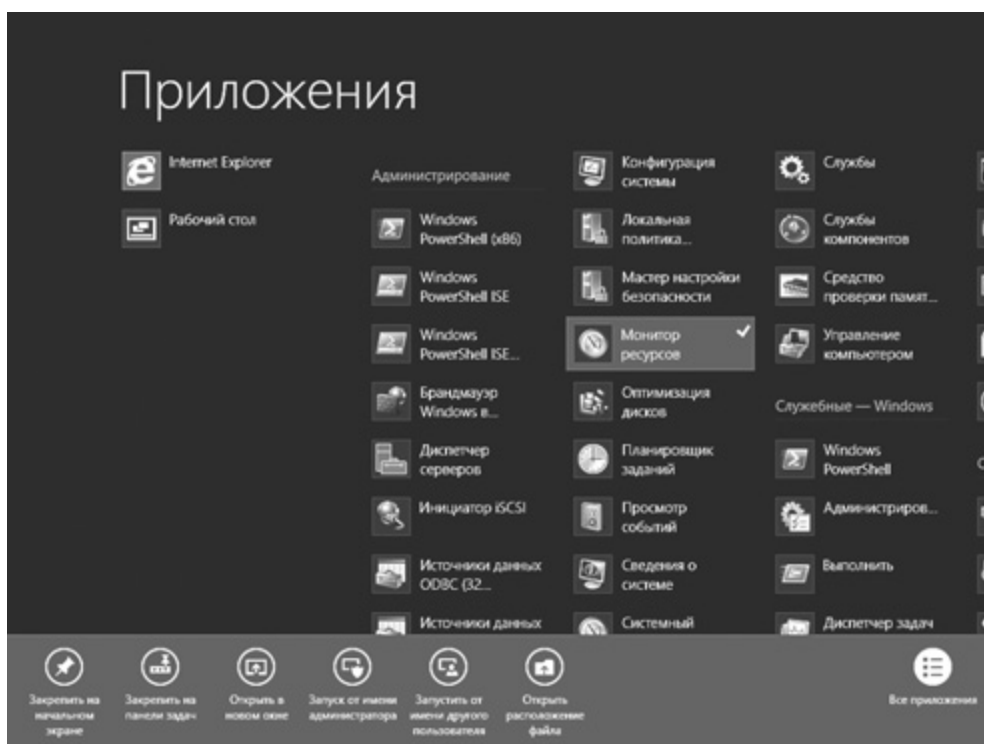 Приложения
Internet Explorer
Рабочий стол
Администрирование
Windows
PowerShell (x86)
Windows
PowerShell ISE
Windows
PowerShell ISE...
Брандмауэр
Windows в...
Диспетчер
серверов
Инициатор iSCSI
Источники данных
ODBC (32...
Источники данных
Конфигурация
системы
Локальная
политика...
Мастер настройки
безопасности
Монитор
ресурсов
Оптимизация
дисков
Планировщик
заданий
Просмотр
событий
Сведения о
системе
Системный
Службы
Службы
компонентов
Средство
проверки памят...
Управление
компьютером
Служебные — Windows
Windows
PowerShell
Администриров...
Выполнить
Диспетчер задач
Закрепить на
начальном
экране
Закрепить на
панели задач
Открыть в
новом окне
Запуск от имени
администратора
Запустить от
имени другого
пользователя
Открыть
расположение
файла
Все приложения